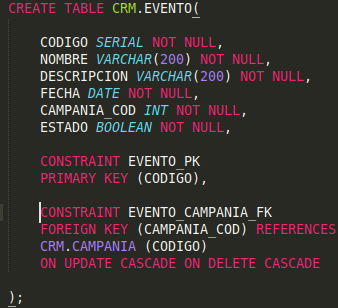 CREATE TABLE CRM.EVENTO(
CODIGO SERIAL NOT NULL,
NOMBRE VARCHAR(200) NOT NULL,
DESCRIPCION VARCHAR(200) NOT NULL,
FECHA DATE NOT NULL,
CAMPANIA_COD INT NOT NULL,
ESTADO BOOLEAN NOT NULL,
CONSTRAINT EVENTO_PK
PRIMARY KEY (CODIGO),
CONSTRAINT EVENTO_CAMPANIA_FK
FOREIGN KEY (CAMPANIA_COD) REFERENCES
CRM.CAMPANIA (CODIGO)
ON UPDATE CASCADE ON DELETE CASCADE
);